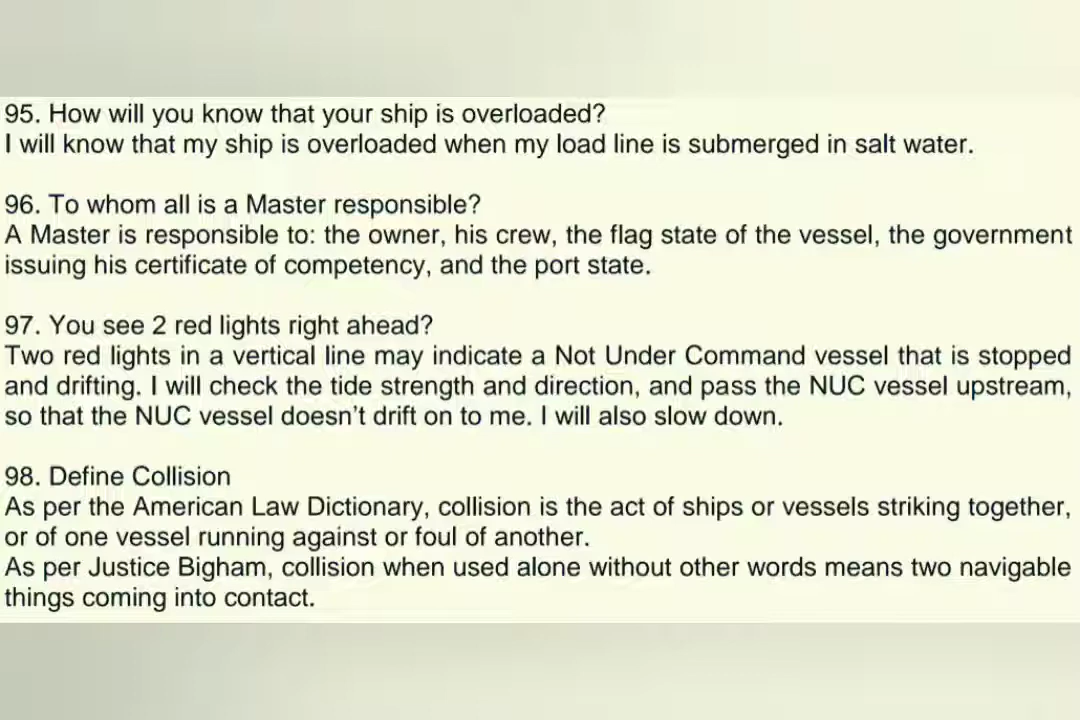 95. How will you know that your ship is overloaded?
I will know that my ship is overloaded when my load line is submerged in salt water.
96. To whom all is a Master responsible?
A Master is responsible to: the owner, his crew, the flag state of the vessel, the government
issuing his certificate of competency, and the port state.
97. You see 2 red lights right ahead?
Two red lights in a vertical line may indicate a Not Under Command vessel that is stopped
and drifting. I will check the tide strength and direction, and pass the NUC vessel upstream,
so that the NUC vessel doesn’t drift on to me. I will also slow down.
98. Define Collision
As per the American Law Dictionary, collision is the act of ships or vessels striking together,
or of one vessel running against or foul of another.
As per Justice Bigham, collision when used alone without other words means two navigable
things coming into contact.